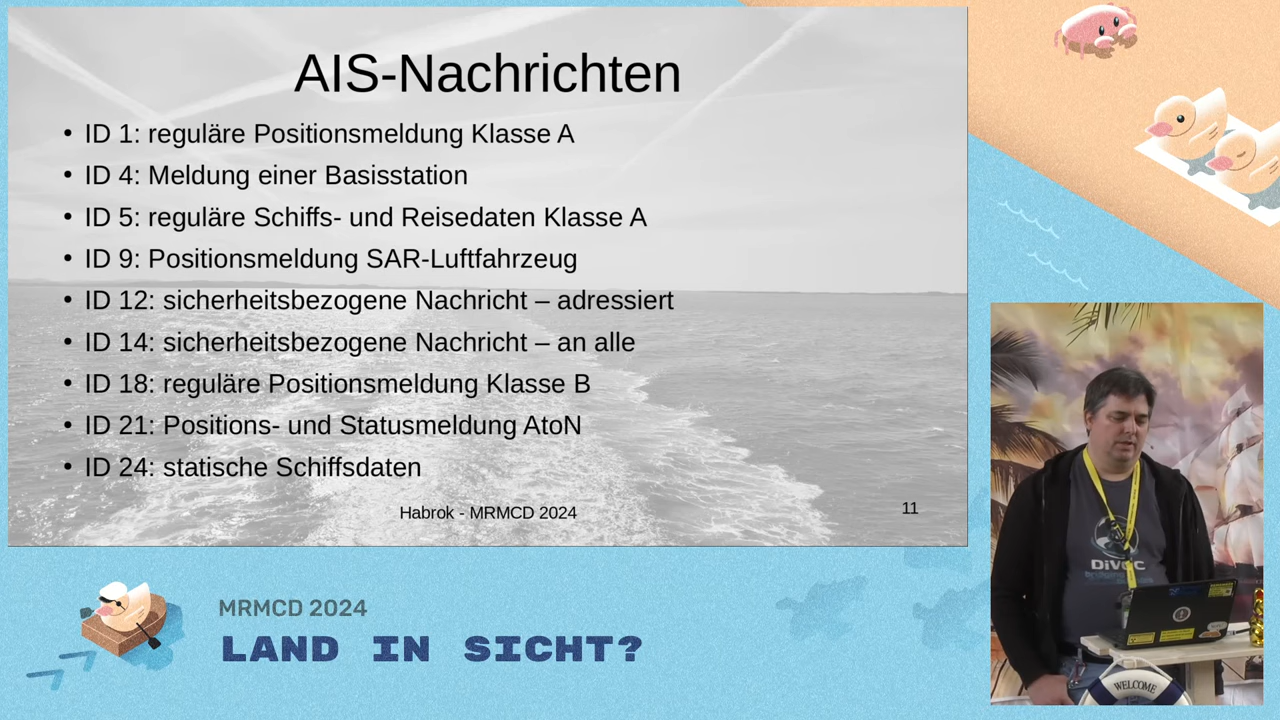 AIS-Nachrichten
• ID 1: reguläre Positionsmeldung Klasse A
• ID 4: Meldung einer Basisstation
• ID 5: reguläre Schiffs- und Reisedaten Klasse A
• ID 9: Positionsmeldung SAR-Luftfahrzeug
• ID 12: sicherheitsbezogene Nachricht – adressiert
• ID 14: sicherheitsbezogene Nachricht – an alle
• ID 18: reguläre Positionsmeldung Klasse B
• ID 21: Positions- und Statusmeldung AtoN
• ID 24: statische Schiffsdaten
Habrok - MRMCD 2024
11
DiVOC
WELCOME
MRMCD 2024
LAND IN SICHT?